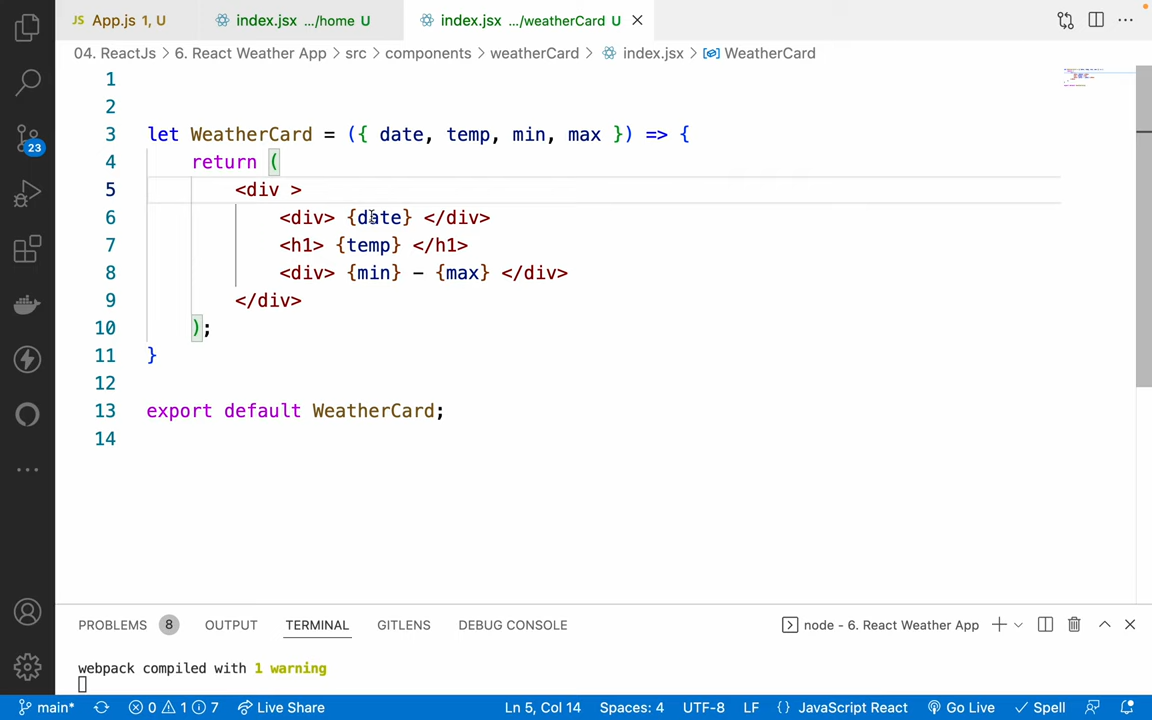 App.js 1, U index.jsx .../home U index.jsx .../weatherCard U
04. ReactJs > 6. React Weather App > src > components > weatherCard > index.jsx > WeatherCard
1
2
3 let WeatherCard = ({ date, temp, min, max }) => {
4 return (
5 <div >
6 <div> {date} </div>
7 <h1> {temp} </h1>
8 <div> {min} - {max} </div>
9 </div>
10 );
11 }
12
13 export default WeatherCard;
14
23
PROBLEMS 8 OUTPUT TERMINAL GITLENS DEBUG CONSOLE node - 6. React Weather App
webpack compiled with 1 warning
main* 0 1 7 Live Share Ln 5, Col 14 Spaces: 4 UTF-8 LF {} JavaScript React Go Live Spell